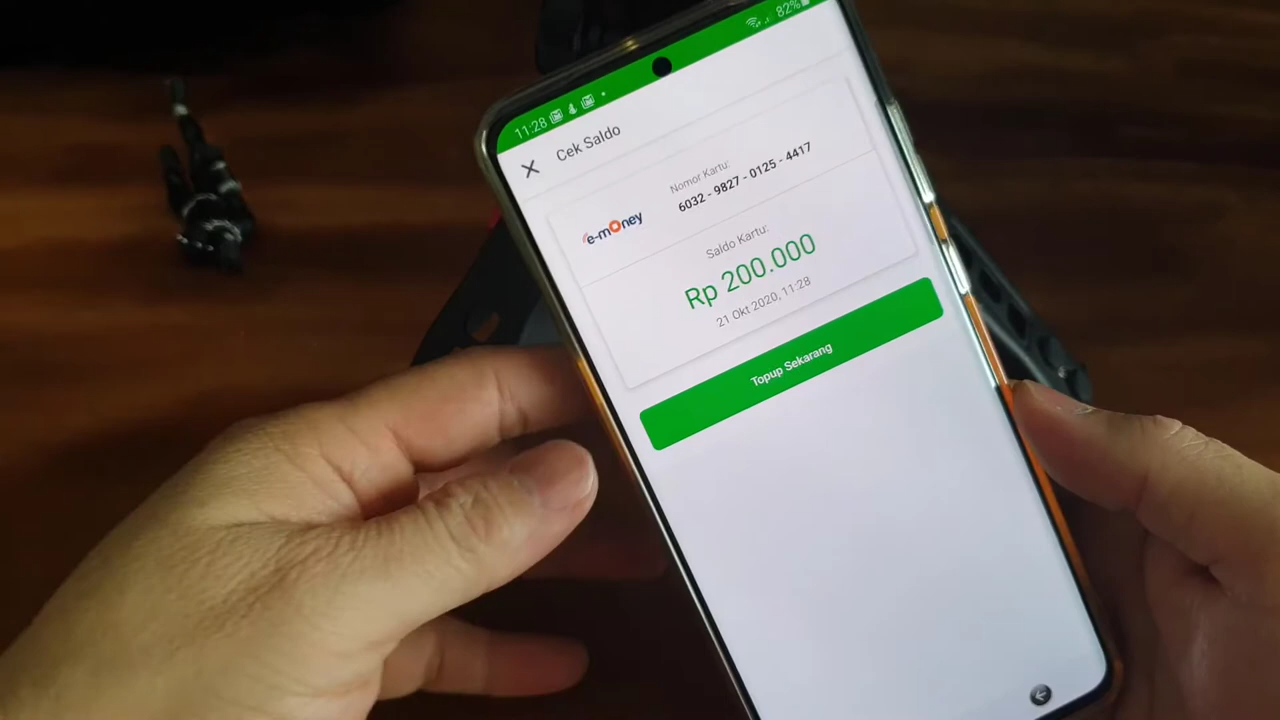 11:28
82%
Cek Saldo
e-money
Nomor Kartu:
6032 - 9827 - 0125 - 4417
Saldo Kartu:
Rp 200.000
21 Okt 2020, 11:28
Topup Sekarang